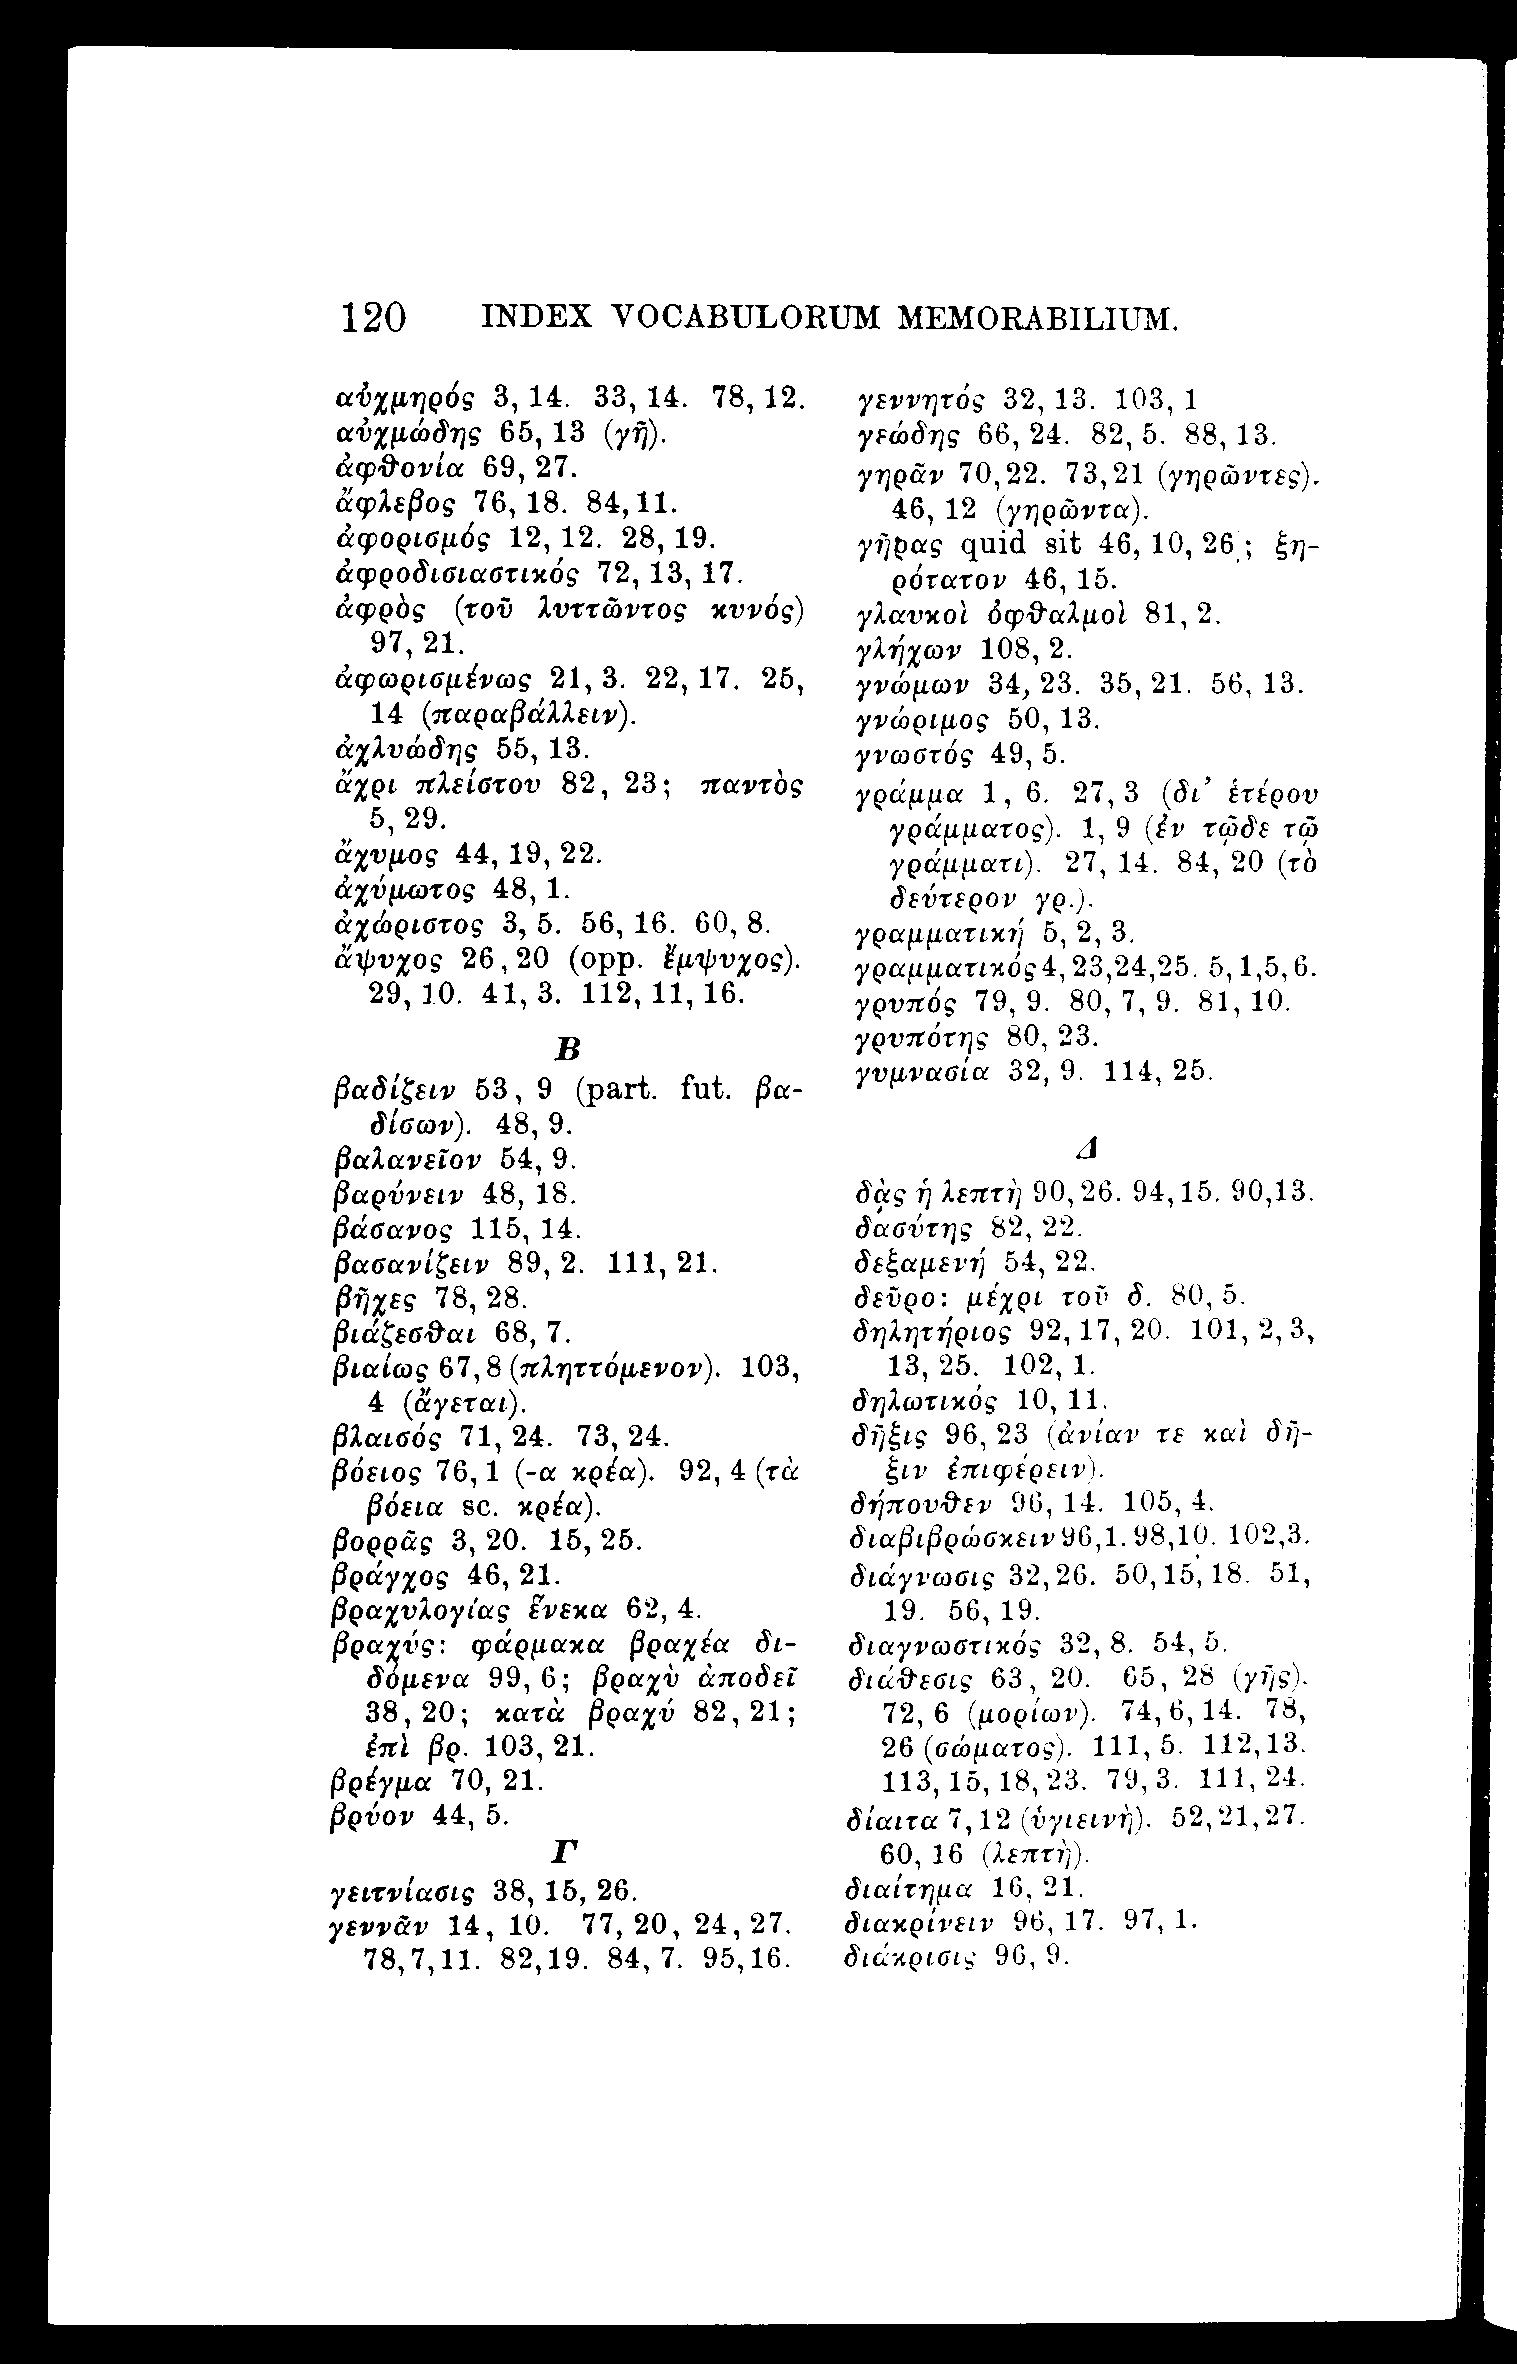 120 INDEX VOCABULORUM MEMORABILIUM.
αὐχμηρός 3, 14. 33, 14. 78, 12.
αὐχμώδης 65, 13 (γῆ).
ἀφθονία 69, 27.
ἄφλεβος 76, 18. 84, 11.
ἀφορισμός 12, 12. 28, 19.
ἀφροδισιαστικός 72, 13, 17.
ἀφρὸς (τοῦ λυττῶντος κυνός)
97, 21.
ἀφωρισμένως 21, 3. 22, 17. 25,
14 (παραβάλλειν).
ἀχλυώδης 55, 13.
ἄχρι πλείστου 82, 23; παντὸς
5, 29.
ἄχυμος 44, 19, 22.
ἀχύμωτος 48, 1.
ἀχώριστος 3, 5. 56, 16. 60, 8.
ἄψυχος 26, 20 (opp. ἔμψυχος).
29, 10. 41, 3. 112, 11, 16.
Β
βαδίζειν 53, 9 (part. fut. βα-
δίσων). 48, 9.
βαλανεῖον 54, 9.
βαρύνειν 48, 18.
βάσανος 115, 14.
βασανίζειν 89, 2. 111, 21.
βῆχες 78, 28.
βιάζεσθαι 68, 7.
βιαίως 67, 8 (πληττόμενον). 103,
4 (ἄγεται).
βλαισός 71, 24. 73, 24.
βόειος 76, 1 (-α κρέα). 92, 4 (τὰ
βόεια sc. κρέα).
βορρᾶς 3, 20. 15, 25.
βράγχος 46, 21.
βραχυλογίας ἕνεκα 62, 4.
βραχύς: φάρμακα βραχέα δι-
δόμενα 99, 6; βραχὺ ἀποδεῖ
38, 20; κατὰ βραχύ 82, 21;
ἐπὶ βρ. 103, 21.
βρέγμα 70, 21.
βρύον 44, 5.
Γ
γειτνίασις 38, 15, 26.
γεννᾶν 14, 10. 77, 20, 24, 27.
78, 7, 11. 82, 19. 84, 7. 95, 16.
γεννητός 32, 13. 103, 1
γεώδης 66, 24. 82, 5. 88, 13.
γηρᾶν 70, 22. 73, 21 (γηρῶντες).
46, 12 (γηρῶντα).
γῆρας quid sit 46, 10, 26; ξη-
ρότατον 46, 15.
γλαυκοὶ ὀφθαλμοὶ 81, 2.
γλήχων 108, 2.
γνώμων 34, 23. 35, 21. 56, 13.
γνώριμος 50, 13.
γνωστός 49, 5.
γράμμα 1, 6. 27, 3 (δι’ ἑτέρου
γράμματος). 1, 9 (ἐν τῷδε τῷ
γράμματι). 27, 14. 84, 20 (τὸ
δεύτερον γρ.).
γραμματική 5, 2, 3.
γραμματικός 4, 23, 24, 25. 5, 1, 5, 6.
γρυπός 79, 9. 80, 7, 9. 81, 10.
γρυπότης 80, 23.
γυμνασία 32, 9. 114, 25.
Δ
δᾲς ἡ λεπτὴ 90, 26. 94, 15. 90, 13.
δασύτης 82, 22.
δεξαμενή 54, 22.
δεῦρο: μέχρι τοῦ δ. 80, 5.
δηλητήριος 92, 17, 20. 101, 2, 3,
13, 25. 102, 1.
δηλωτικός 10, 11.
δῆξις 96, 23 (ἀνίαν τε καὶ δῆ-
ξιν ἐπιφέρειν).
δήπουθεν 96, 14. 105, 4.
διαβιβρώσκειν 96, 1. 98, 10. 102, 3.
διάγνωσις 32, 26. 50, 15, 18. 51,
19. 56, 19.
διαγνωστικός 32, 8. 54, 5.
διάθεσις 63, 20. 65, 28 (γῆς).
72, 6 (μορίων). 74, 6, 14. 78,
26 (σώματος). 111, 5. 112, 13.
113, 15, 18, 23. 79, 3. 111, 24.
δίαιτα 7, 12 (ὑγιεινὴ). 52, 21, 27.
60, 16 (λεπτὴ).
διαίτημα 16, 21.
διακρίνειν 96, 17. 97, 1.
διάκρισις 96, 9.